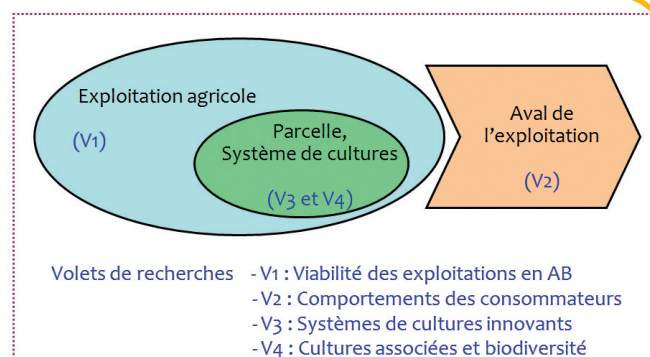 Exploitation agricole
(V1)
Parcelle,
Système de cultures
(V3 et V4)
Aval de
l'exploitation
(V2)
Volets de recherches - V1 : Viabilité des exploitations en AB
- V2 : Comportements des consommateurs
- V3 : Systèmes de cultures innovants
- V4 : Cultures associées et biodiversité